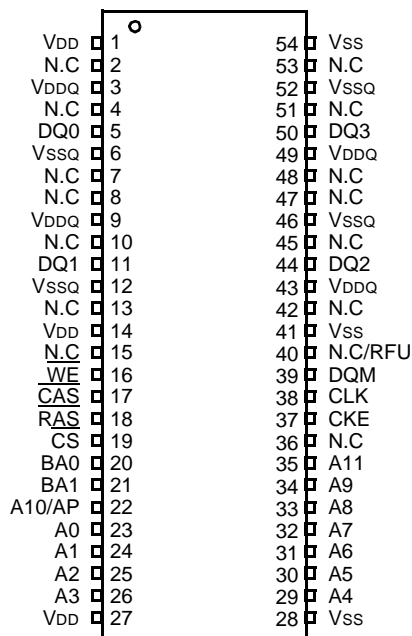 VDD 1 54 VSS
N.C 2 53 N.C
VDDQ 3 52 VSSQ
N.C 4 51 N.C
DQ0 5 50 DQ3
VSSQ 6 49 VDDQ
N.C 7 48 N.C
N.C 8 47 N.C
VDDQ 9 46 VSSQ
N.C 10 45 N.C
DQ1 11 44 DQ2
VSSQ 12 43 VDDQ
N.C 13 42 N.C
VDD 14 41 VSS
N.C 15 40 N.C/RFU
WE 16 39 DQM
CAS 17 38 CLK
RAS 18 37 CKE
CS 19 36 N.C
BA0 20 35 A11
BA1 21 34 A9
A10/AP 22 33 A8
A0 23 32 A7
A1 24 31 A6
A2 25 30 A5
A3 26 29 A4
VDD 27 28 VSS